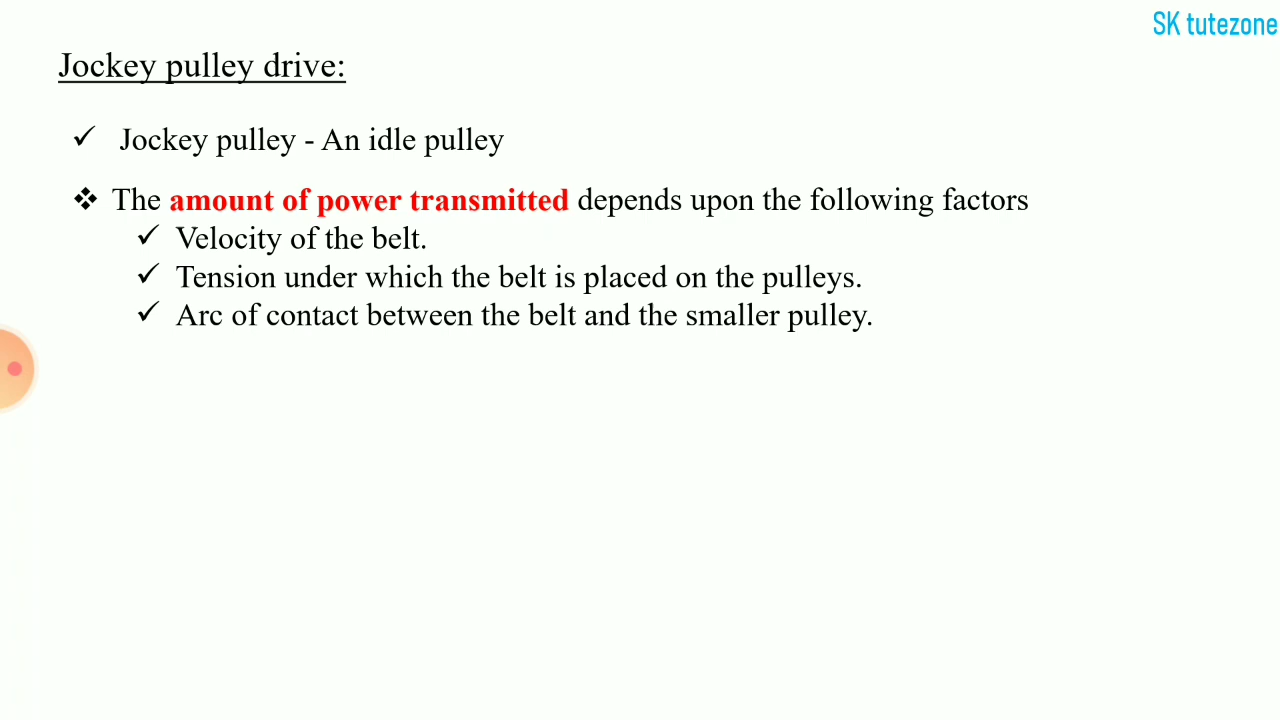 SK tutezone
Jockey pulley drive:
✓ Jockey pulley - An idle pulley
❖ The amount of power transmitted depends upon the following factors
✓ Velocity of the belt.
✓ Tension under which the belt is placed on the pulleys.
✓ Arc of contact between the belt and the smaller pulley.